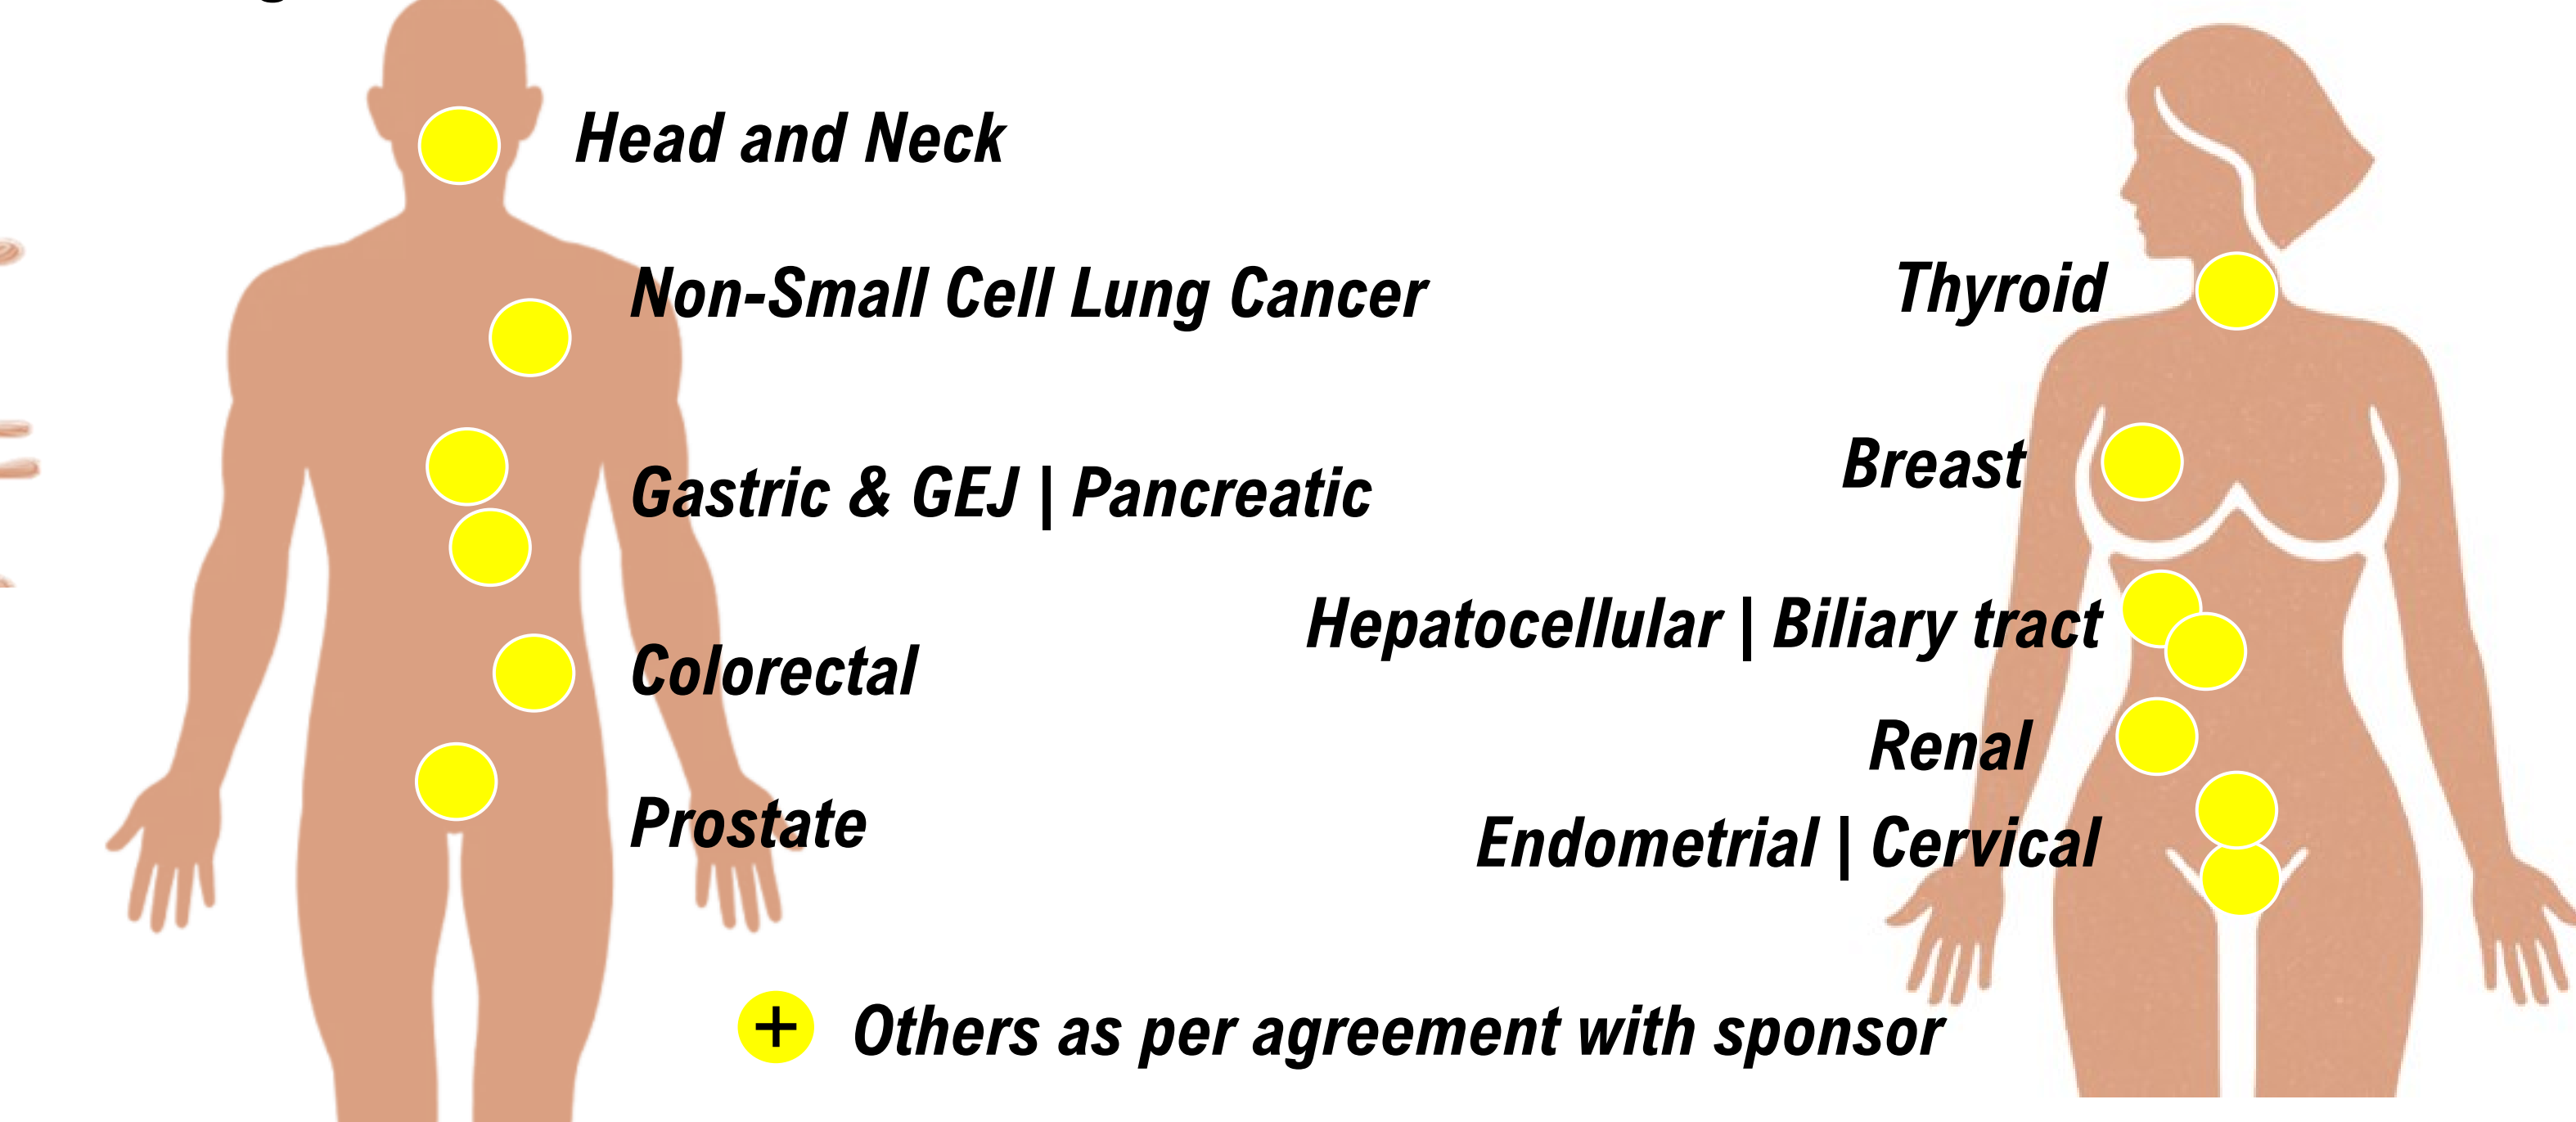 Head and Neck
Non-Small Cell Lung Cancer
Gastric & GEJ | Pancreatic
Colorectal
Prostate
Thyroid
Breast
Hepatocellular | Biliary tract
Renal
Endometrial | Cervical
+ Others as per agreement with sponsor